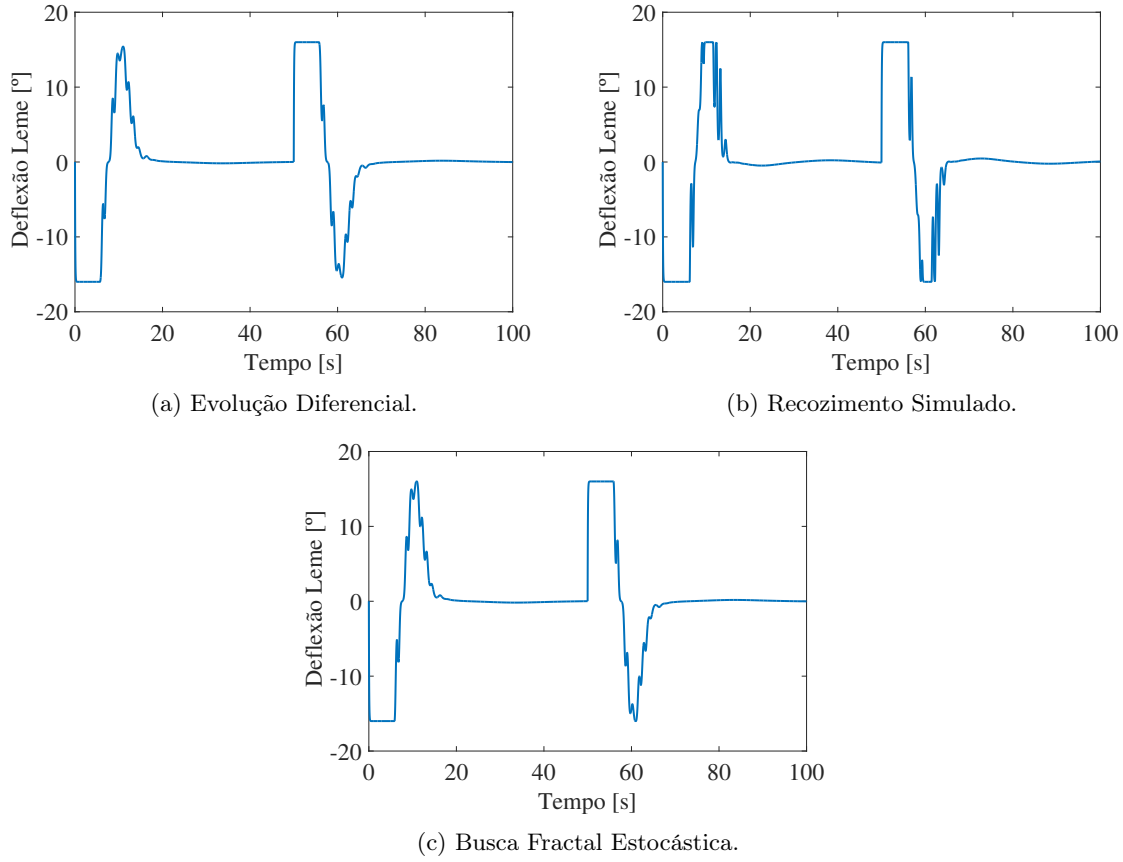 20
10
0
-10
-20
Deflexão Leme [º]
0 20 40 60 80 100
Tempo [s]
(a) Evolução Diferencial.
20
10
0
-10
-20
Deflexão Leme [º]
0 20 40 60 80 100
Tempo [s]
(b) Recozimento Simulado.
20
10
0
-10
-20
Deflexão Leme [º]
0 20 40 60 80 100
Tempo [s]
(c) Busca Fractal Estocástica.